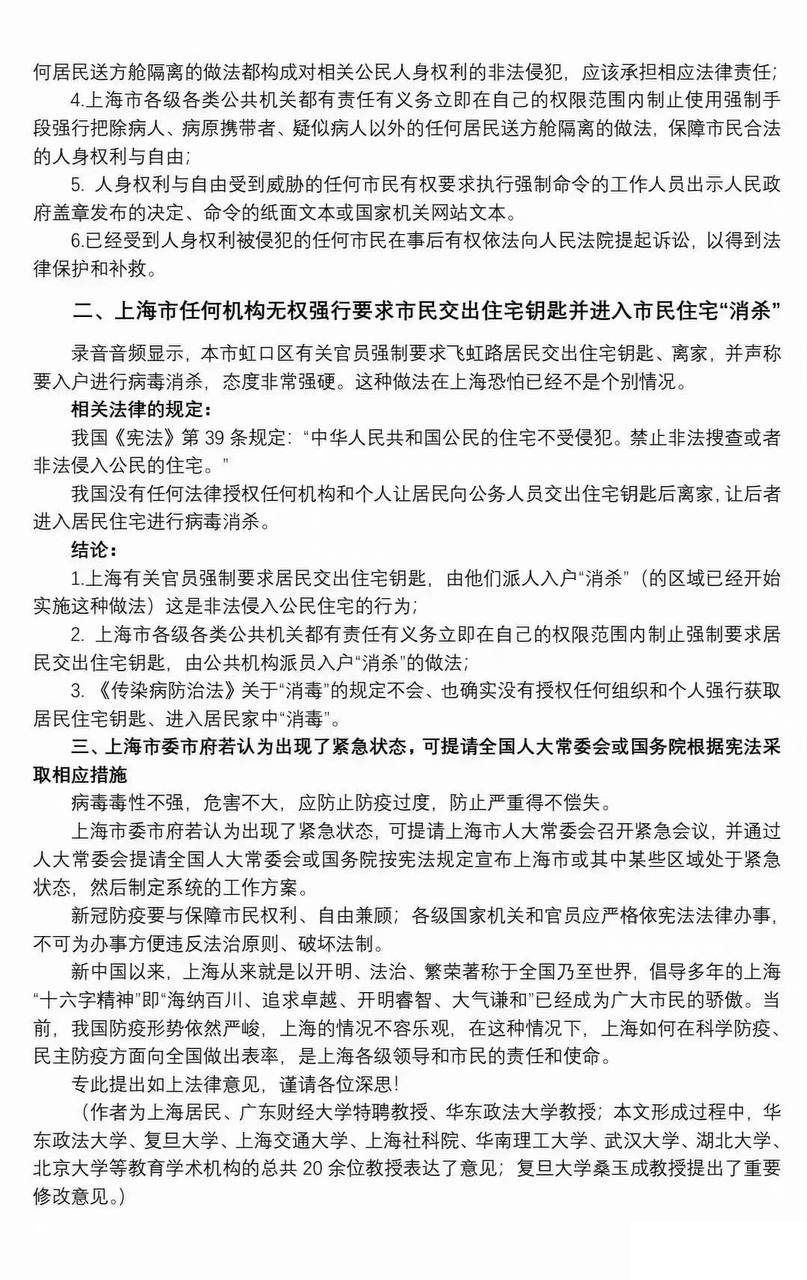 何居民送方舱隔离的做法都构成对相关公民人身权利的非法侵犯，应该承担相应法律责任；
4.上海市各级各类公共机关都有责任有义务立即在自己的权限范围内制止使用强制手
段强行把除病人、病原携带者、疑似病人以外的任何居民送方舱隔离的做法，保障市民合法
的人身权利与自由；
5. 人身权利与自由受到威胁的任何市民有权要求执行强制命令的工作人员出示人民政
府盖章发布的决定、命令的纸面文本或国家机关网站文本。
6.已经受到人身权利被侵犯的任何市民在事后有权依法向人民法院提起诉讼，以得到法
律保护和补救。
二、上海市任何机构无权强行要求市民交出住宅钥匙并进入市民住宅“消杀”
录音音频显示，本市虹口区有关官员强制要求飞虹路居民交出住宅钥匙、离家，并声称
要入户进行病毒消杀，态度非常强硬。这种做法在上海恐怕已经不是个别情况。
相关法律的规定：
我国《宪法》第 39 条规定：“中华人民共和国公民的住宅不受侵犯。禁止非法搜查或者
非法侵入公民的住宅。”
我国没有任何法律授权任何机构和个人让居民向公务人员交出住宅钥匙后离家，让后者
进入居民住宅进行病毒消杀。
结论：
1.上海有关官员强制要求居民交出住宅钥匙，由他们派人入户“消杀”（的区域已经开始
实施这种做法）这是非法侵入公民住宅的行为；
2. 上海市各级各类公共机关都有责任有义务立即在自己的权限范围内制止强制要求居
民交出住宅钥匙，由公共机构派员入户“消杀”的做法；
3. 《传染病防治法》关于“消毒”的规定不会、也确实没有授权任何组织和个人强行获取
居民住宅钥匙、进入居民家中“消毒”。
三、上海市委市府若认为出现了紧急状态，可提请全国人大常委会或国务院根据宪法采
取相应措施
病毒毒性不强，危害不大，应防止防疫过度，防止严重得不偿失。
上海市委市府若认为出现了紧急状态，可提请上海市人大常委会召开紧急会议，并通过
人大常委会提请全国人大常委会或国务院按宪法规定宣布上海市或其中某些区域处于紧急
状态，然后制定系统的工作方案。
新冠防疫要与保障市民权利、自由兼顾；各级国家机关和官员应严格依宪法法律办事，
不可为办事方便违反法治原则、破坏法制。
新中国以来，上海从来就是以开明、法治、繁荣著称于全国乃至世界，倡导多年的上海
“十六字精神”即“海纳百川、追求卓越、开明睿智、大气谦和”已经成为广大市民的骄傲。当
前，我国防疫形势依然严峻，上海的情况不容乐观，在这种情况下，上海如何在科学防疫、
民主防疫方面向全国做出表率，是上海各级领导和市民的责任和使命。
专此提出如上法律意见，谨请各位深思！
（作者为上海居民、广东财经大学特聘教授、华东政法大学教授；本文形成过程中，华
东政法大学、复旦大学、上海交通大学、上海社科院、华南理工大学、武汉大学、湖北大学、
北京大学等教育学术机构的总共 20 余位教授表达了意见；复旦大学桑玉成教授提出了重要
修改意见。）